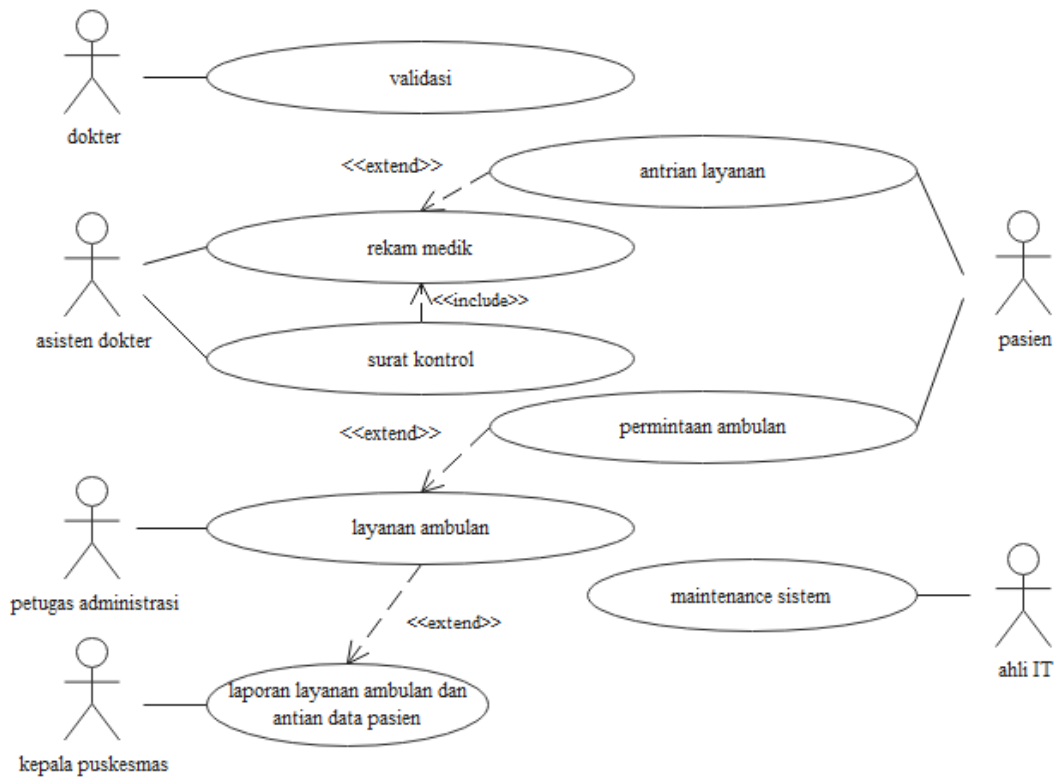 validasi
dokter
<<extend>>
antrian layanan
rekam medik
<<include>>
asisten dokter
pasien
surat kontrol
<<extend>>
permintaan ambulan
layanan ambulan
petugas administrasi
maintenance sistem
<<extend>>
ahli IT
laporan layanan ambulan dan
antian data pasien
kepala puskesmas